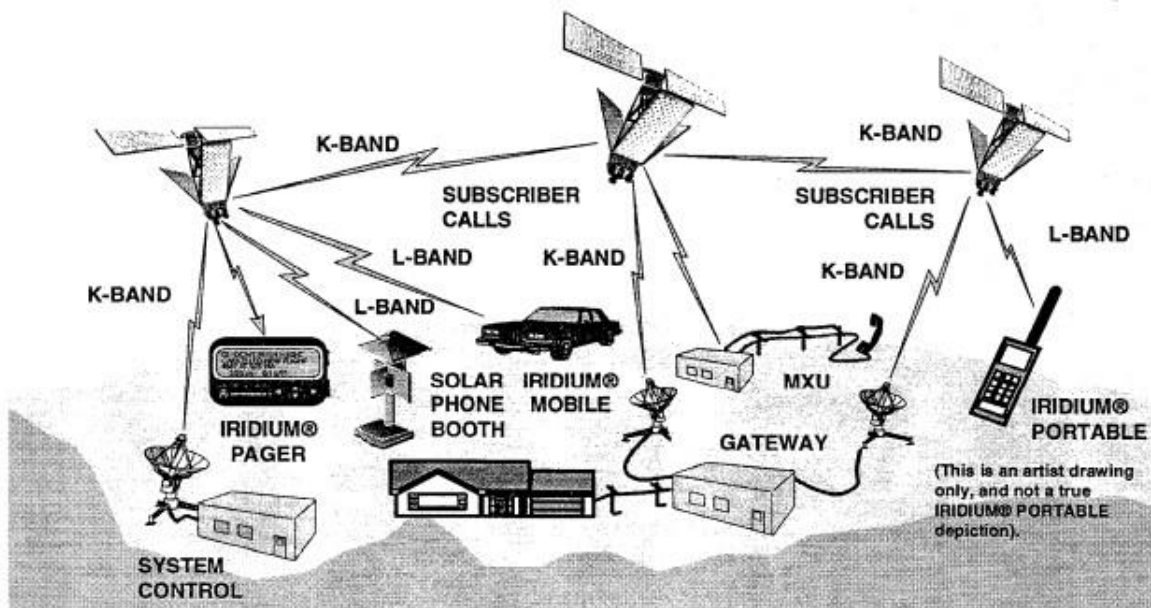 K-BAND
K-BAND
SUBSCRIBER
CALLS
SUBSCRIBER
CALLS
L-BAND
L-BAND
K-BAND
K-BAND
K-BAND
L-BAND
SOLAR
PHONE
BOOTH
IRIDIUM®
MOBILE
MXU
IRIDIUM®
PAGER
GATEWAY
IRIDIUM®
PORTABLE
(This is an artist drawing
only, and not a true
IRIDIUM® PORTABLE
depiction).
SYSTEM
CONTROL